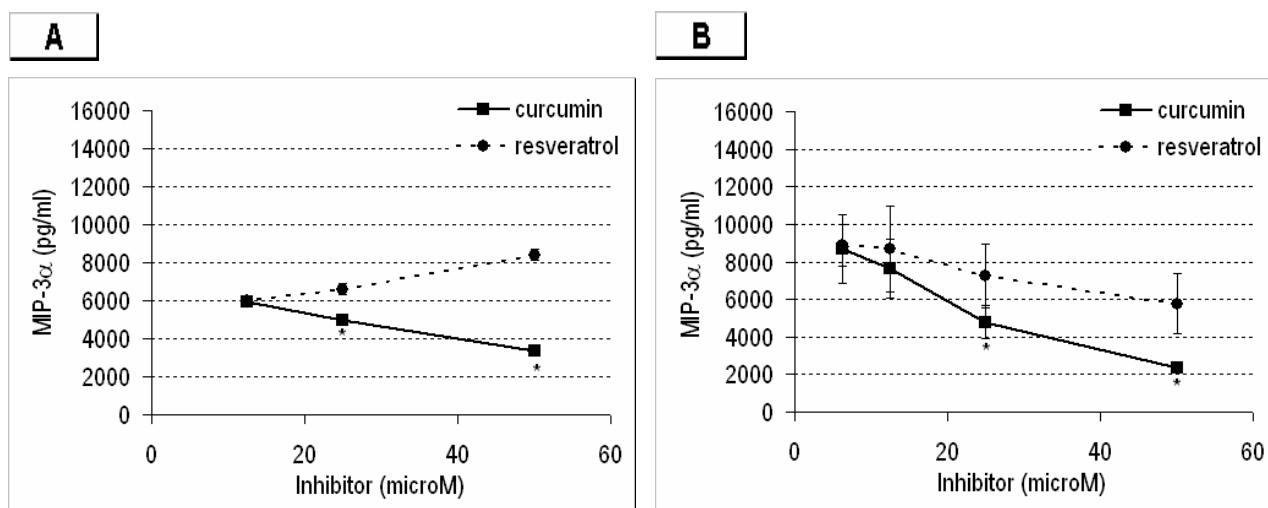 A
16000
14000
12000
10000
8000
6000
4000
2000
0
MIP-3α (pg/ml)
curcumin
resveratrol
*
*
0 20 40 60
Inhibitor (microM)
B
16000
14000
12000
10000
8000
6000
4000
2000
0
MIP-3α (pg/ml)
curcumin
resveratrol
*
*
0 20 40 60
Inhibitor (microM)